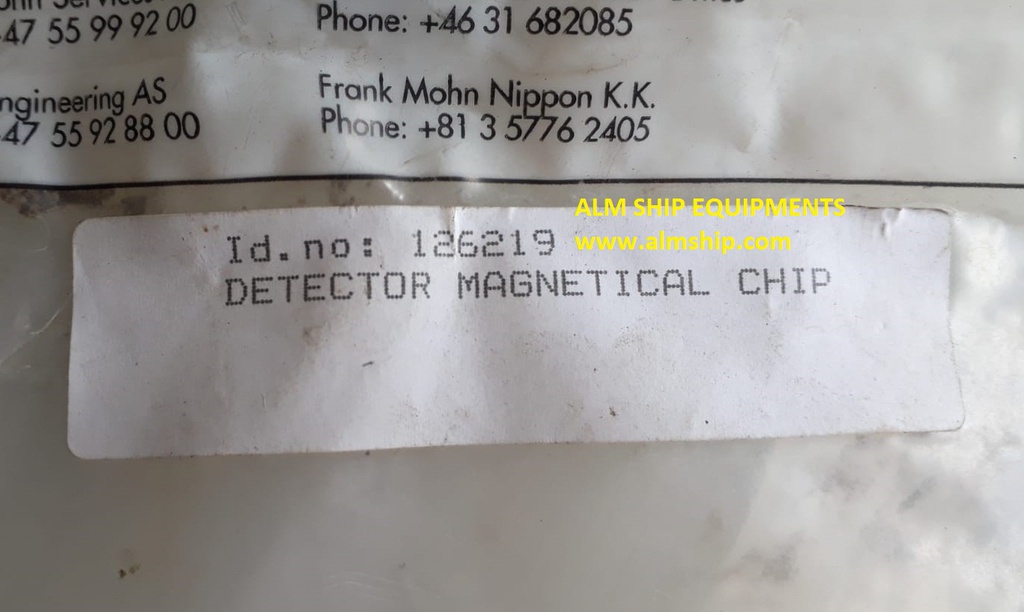 47 55 99 92 00
Phone: +46 31 682085
ngineering AS
47 55 92 88 00
Frank Mohn Nippon K.K.
Phone: +81 3 5776 2405
ALM SHIP EQUIPMENTS
www.almship.com
Id.no: 126219
DETECTOR MAGNETICAL CHIP